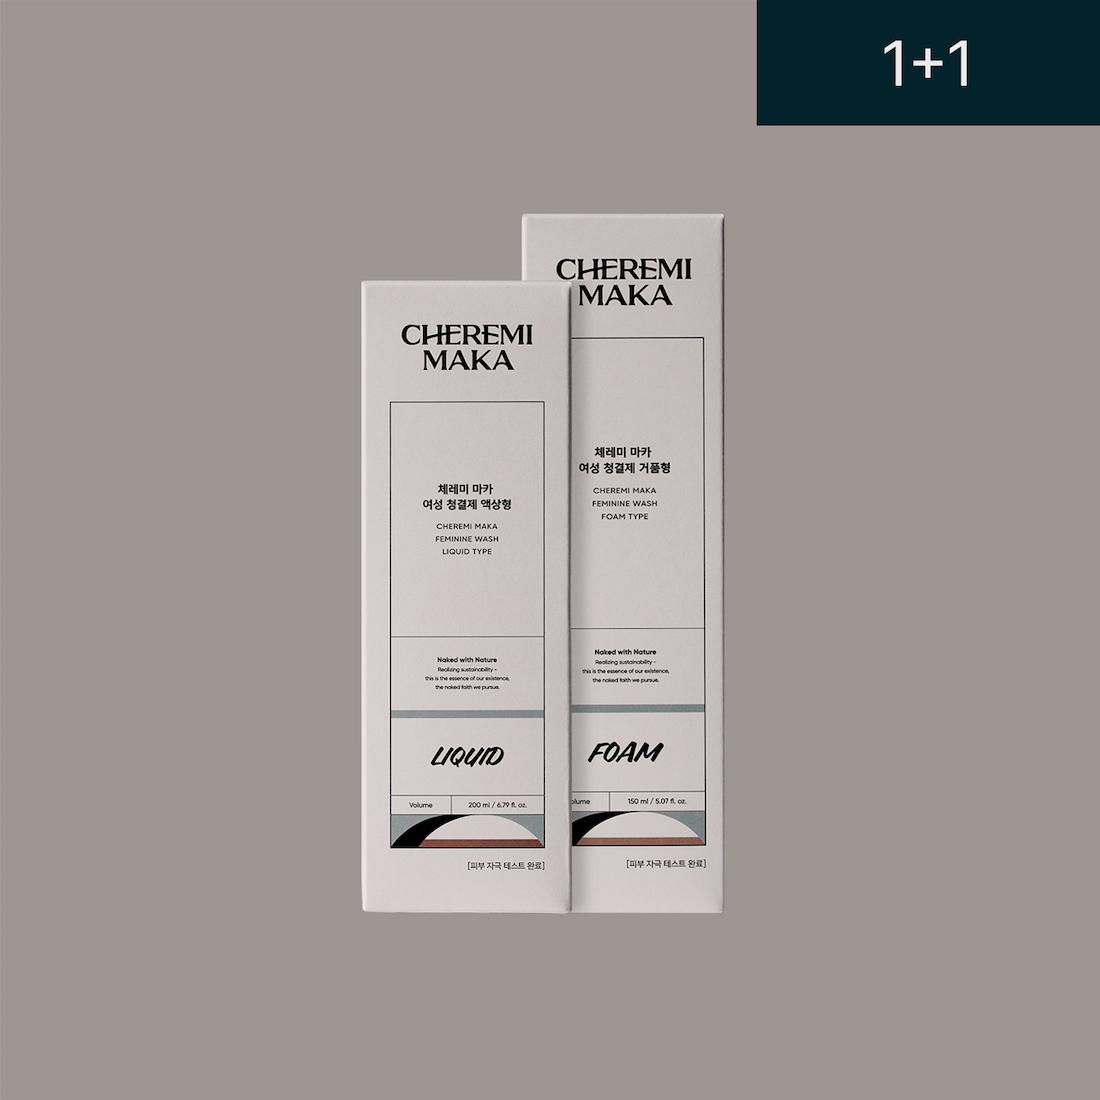 1+1
CHEREMI
MAKA
체레미 마카
여성 청결제 액상형
CHEREMI MAKA
FEMININE WASH
LIQUID TYPE
Naked with Nature
Realizing sustainability -
this is the essence of our existence,
the naked faith we pursue.
LIQUID
Volume
200 ml / 6.79 fl. oz.
[피부 자극 테스트 완료]
CHEREMI
MAKA
체레미 마카
여성 청결제 거품형
CHEREMI MAKA
FEMININE WASH
FOAM TYPE
Naked with Nature
Realizing sustainability -
this is the essence of our existence,
the naked faith we pursue.
FOAM
olume
150 ml / 5.07 fl. oz.
[피부 자극 테스트 완료]